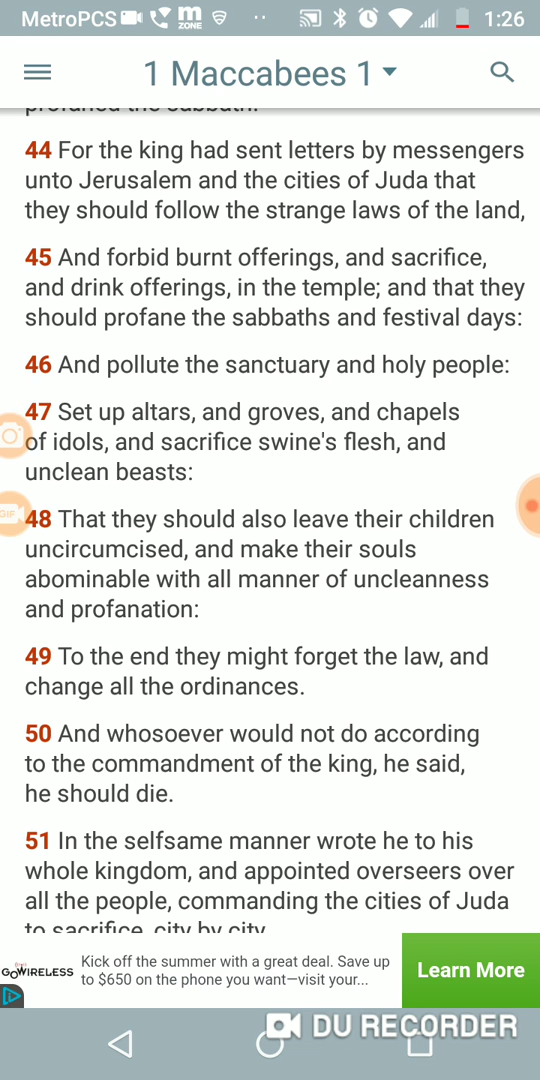 MetroPCS
m
ZONE
1:26
1 Maccabees 1
profaned the sabbath.
44 For the king had sent letters by messengers
unto Jerusalem and the cities of Juda that
they should follow the strange laws of the land,
45 And forbid burnt offerings, and sacrifice,
and drink offerings, in the temple; and that they
should profane the sabbaths and festival days:
46 And pollute the sanctuary and holy people:
47 Set up altars, and groves, and chapels
of idols, and sacrifice swine's flesh, and
unclean beasts:
GIF
48 That they should also leave their children
uncircumcised, and make their souls
abominable with all manner of uncleanness
and profanation:
49 To the end they might forget the law, and
change all the ordinances.
50 And whosoever would not do according
to the commandment of the king, he said,
he should die.
51 In the selfsame manner wrote he to his
whole kingdom, and appointed overseers over
all the people, commanding the cities of Juda
to sacrifice, city by city.
GOWIRELESS
Kick off the summer with a great deal. Save up
to $650 on the phone you want—visit your...
Learn More
DU RECORDER